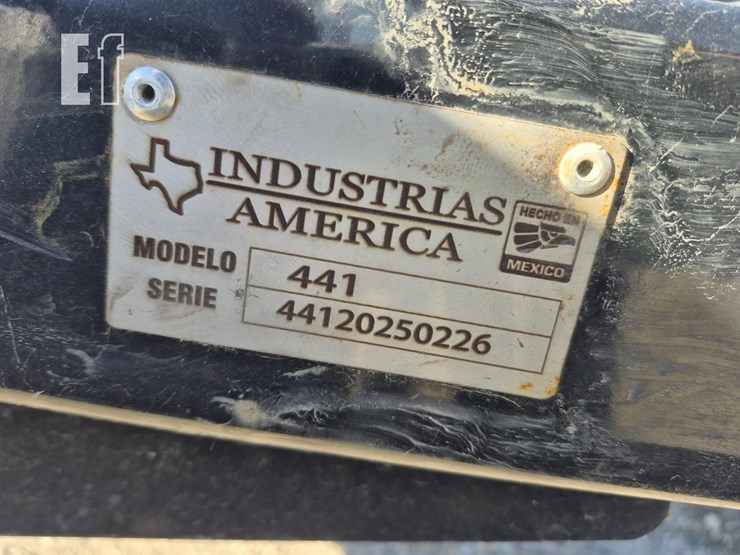 Ef
INDUSTRIAS
AMERICA
HECHO EN
MEXICO
MODELO 441
SERIE 44120250226